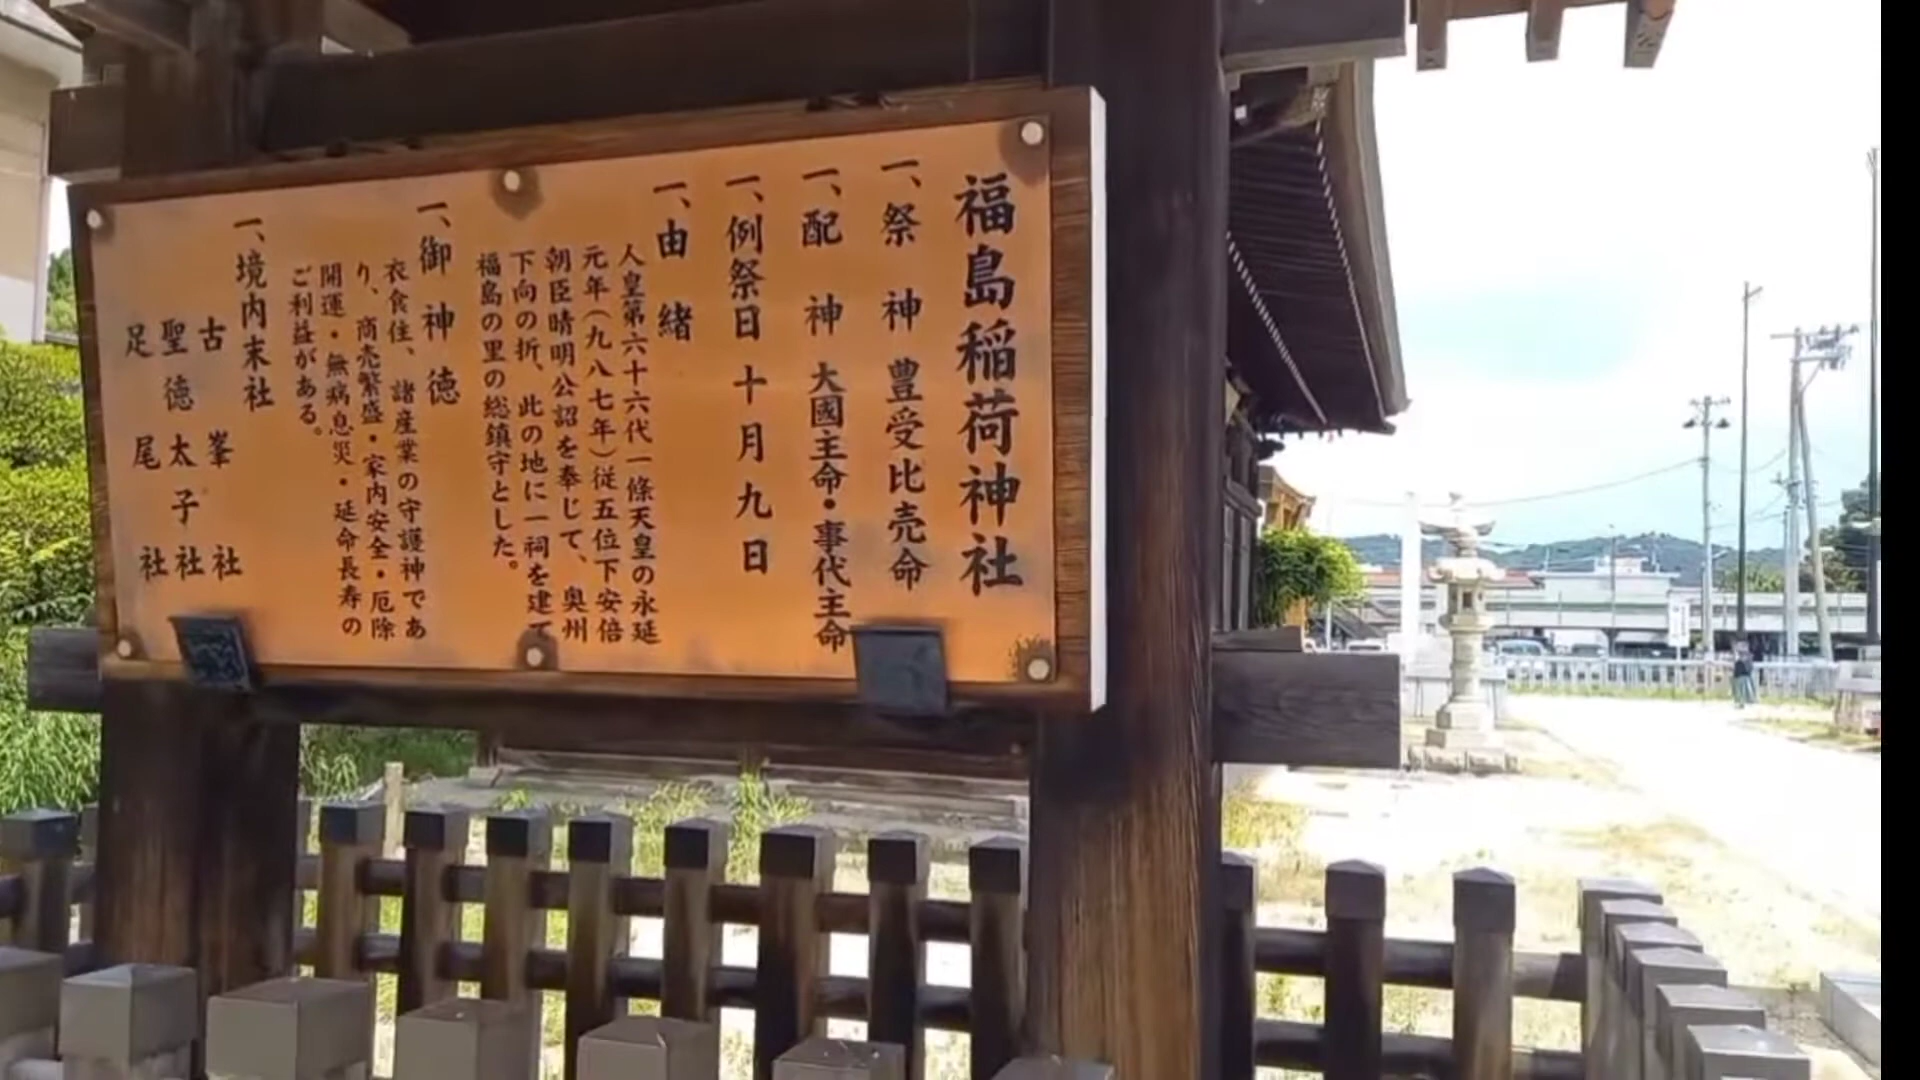 福島稲荷神社
一、祭神 豊受比売命
一、配神 大國主命・事代主命
一、例祭日 十月九日
一、由緒
人皇第六十六代一條天皇の永延
元年(九八七年)従五位下安倍
朝臣晴明公詔を奉じて、奥州
下向の折、此の地に一祠を建て
福島の里の総鎮守とした。
一、御神徳
衣食住、諸産業の守護神であ
り、商売繁盛・家内安全・厄除
開運・無病息災・延命長寿の
ご利益がある。
一、境内末社
古峯社
聖徳太子社
足尾社